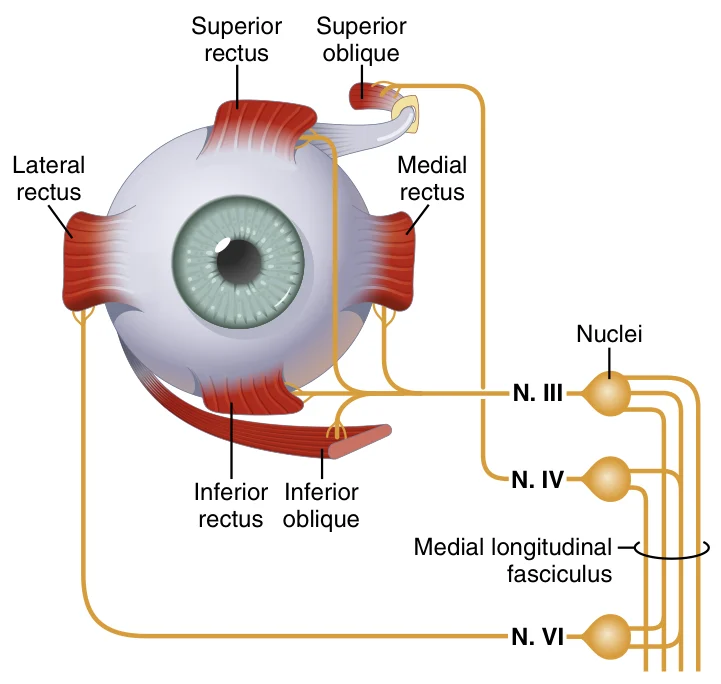 Superior
rectus
Superior
oblique
Lateral
rectus
Medial
rectus
Nuclei
N. III
N. IV
Inferior
rectus
Inferior
oblique
Medial longitudinal
fasciculus
N. VI